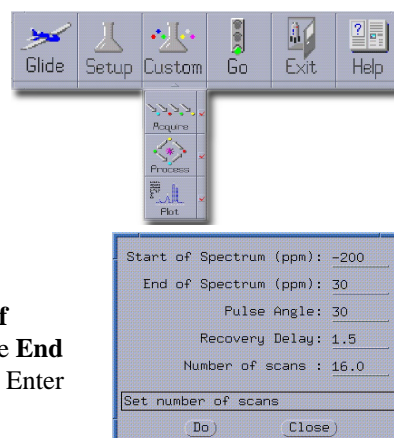 Glide Setup Custom Go Exit Help
Acquire
Process
Plot
Start of Spectrum (ppm): -200
End of Spectrum (ppm): 30
Pulse Angle: 30
Recovery Delay: 1.5
Number of scans : 16.0
Set number of scans
Do Close
f
e End
Enter